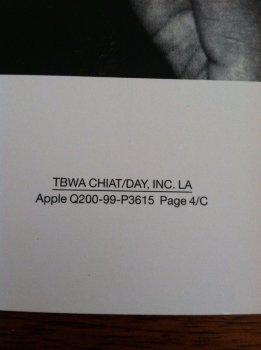 TBWA CHIAT/DAY, INC. LA
Apple Q200-99-P3615 Page 4/C